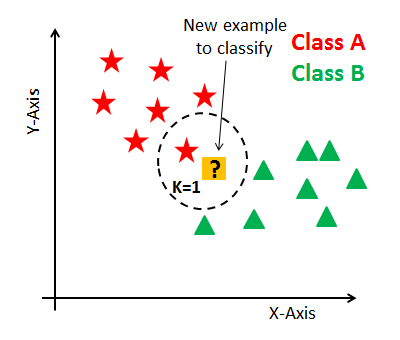 New example
to classify
Class A
Class B
Y-Axis
?
K=1
X-Axis